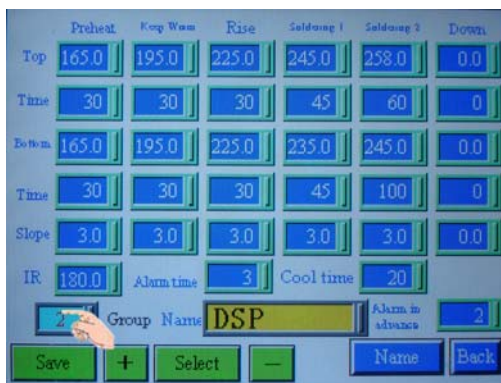 Preheat Keep Warm Rise Soldering 1 Soldering 2 Down
Top 165.0 195.0 225.0 245.0 258.0 0.0
Time 30 30 30 45 60 0
Bottom 165.0 195.0 225.0 235.0 245.0 0.0
Time 30 30 30 45 100 0
Slope 3.0 3.0 3.0 3.0 3.0 0.0
IR 180.0 Alarm time 3 Cool time 20
2 Group Name DSP Alarm in advance 2
Save + Select — Name Back